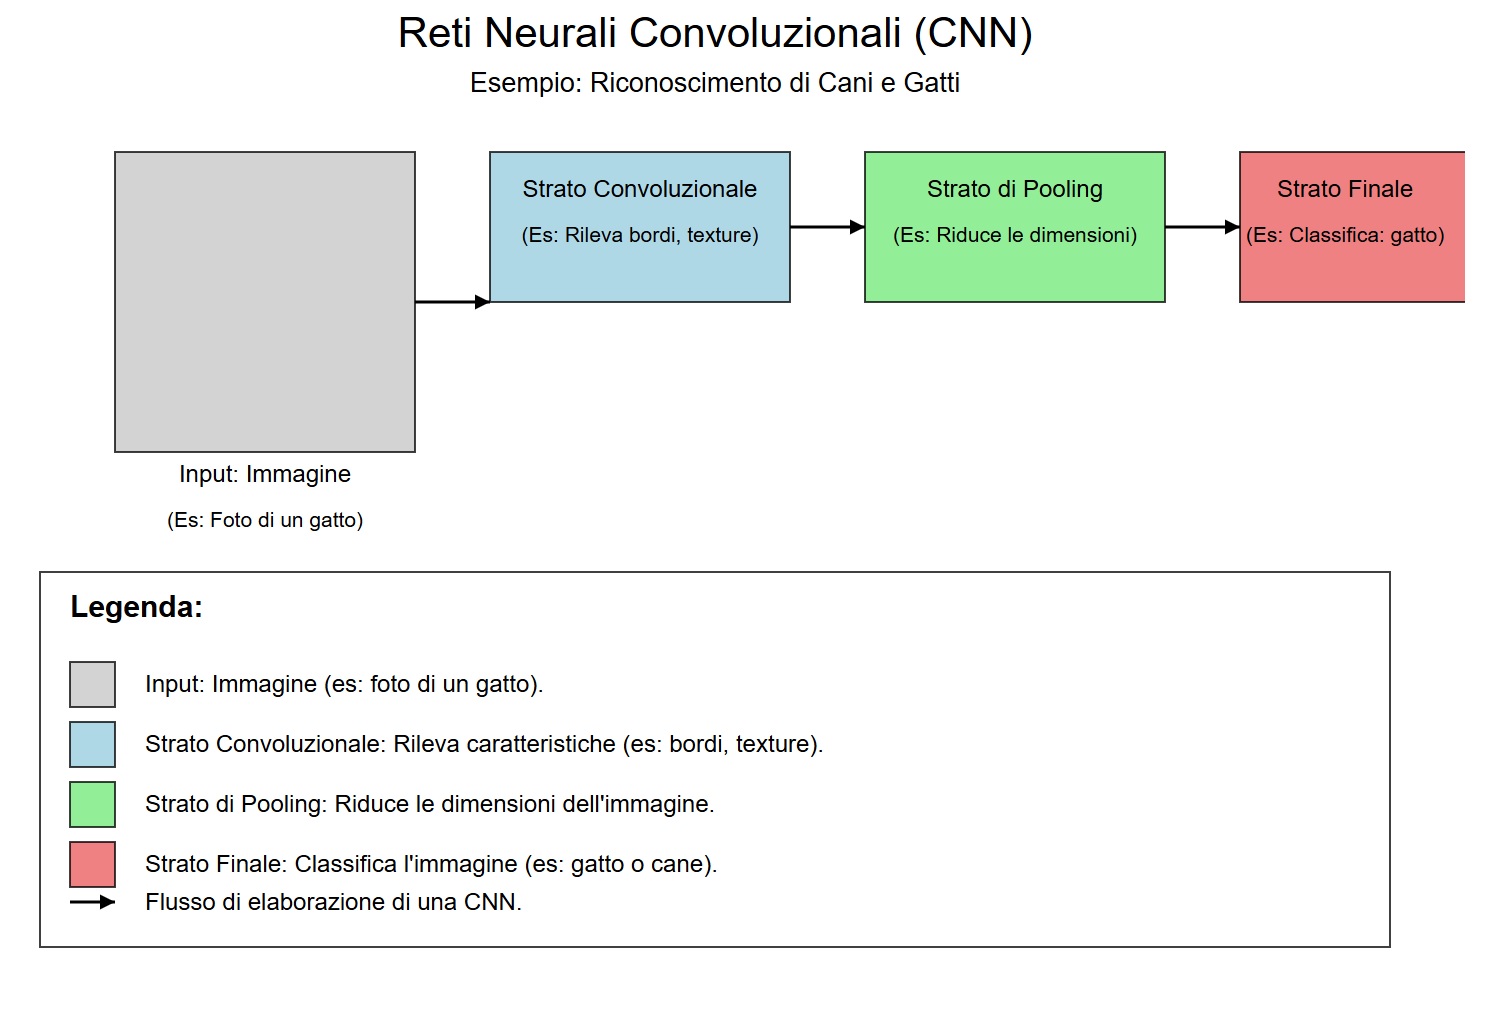 Reti Neurali Convoluzionali (CNN)
Esempio: Riconoscimento di Cani e Gatti
Strato Convoluzionale
(Es: Rileva bordi, texture)
Strato di Pooling
(Es: Riduce le dimensioni)
Strato Finale
(Es: Classifica: gatto)
Input: Immagine
(Es: Foto di un gatto)
Legenda:
Input: Immagine (es: foto di un gatto).
Strato Convoluzionale: Rileva caratteristiche (es: bordi, texture).
Strato di Pooling: Riduce le dimensioni dell'immagine.
Strato Finale: Classifica l'immagine (es: gatto o cane).
Flusso di elaborazione di una CNN.